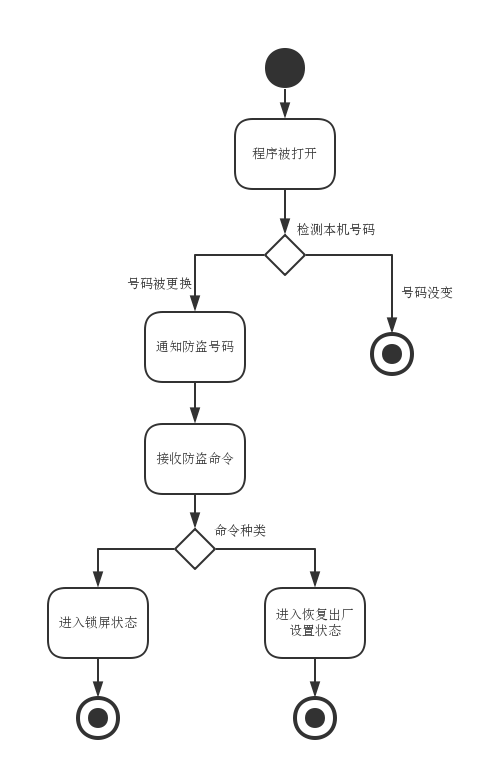 程序被打开
检测本机号码
号码被更换
号码没变
通知防盗号码
接收防盗命令
命令种类
进入锁屏状态
进入恢复出厂
设置状态